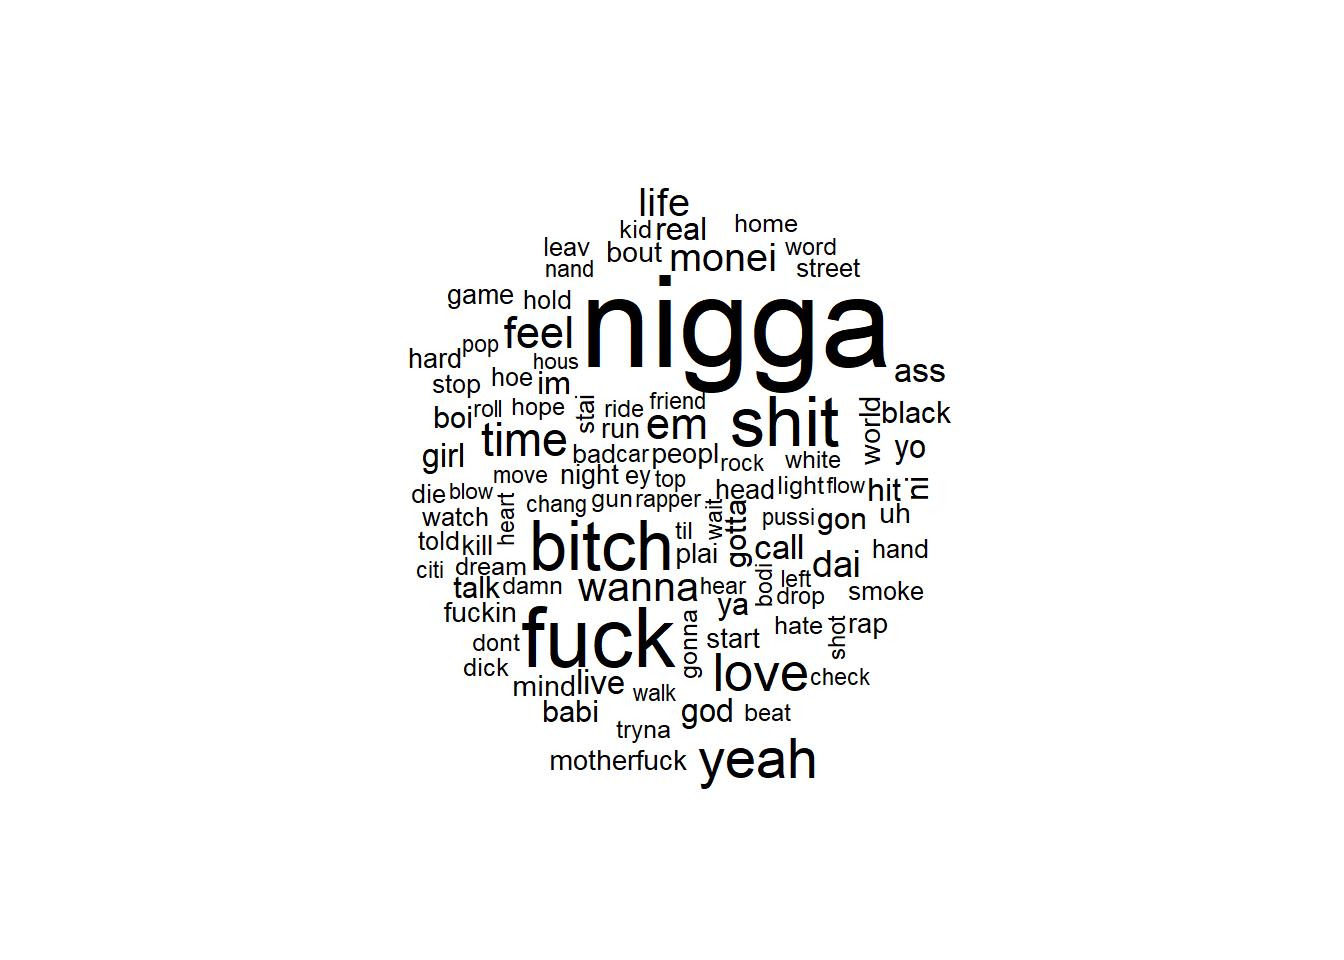 life
kid real home
leav bout monei word
nand street
game hold nigga
pop feel
hard hous ass
stop hoe im
boi roll hope stai ride friend shit world black
girl time run em yo
bad car peopl rock white
move night ey top head light flow hit ni
die blow heart chang gun rapper wait gotta pussi gon uh
watch bitch til
told kill plai call dai hand
citi dream hear bodi left
talk damn wanna ya drop smoke
fuckin fuck gonna start hate shot rap
dont
dick love check
mind live walk
babi god beat
tryna
motherfuck yeah